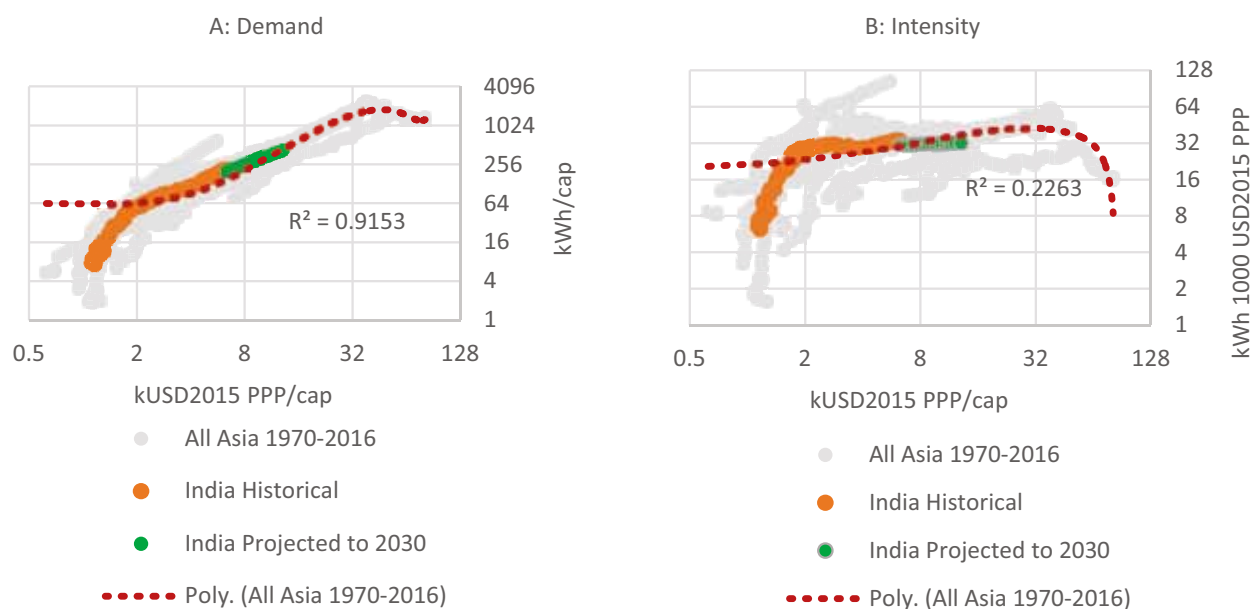 A: Demand
4096
1024
256
64
16
4
1
kWh/cap
R² = 0.9153
0.5 2 8 32 128
kUSD2015 PPP/cap
All Asia 1970-2016
India Historical
India Projected to 2030
Poly. (All Asia 1970-2016)
B: Intensity
128
64
32
16
8
4
2
1
kWh 1000 USD2015 PPP
R² = 0.2263
0.5 2 8 32 128
kUSD2015 PPP/cap
All Asia 1970-2016
India Historical
India Projected to 2030
Poly. (All Asia 1970-2016)